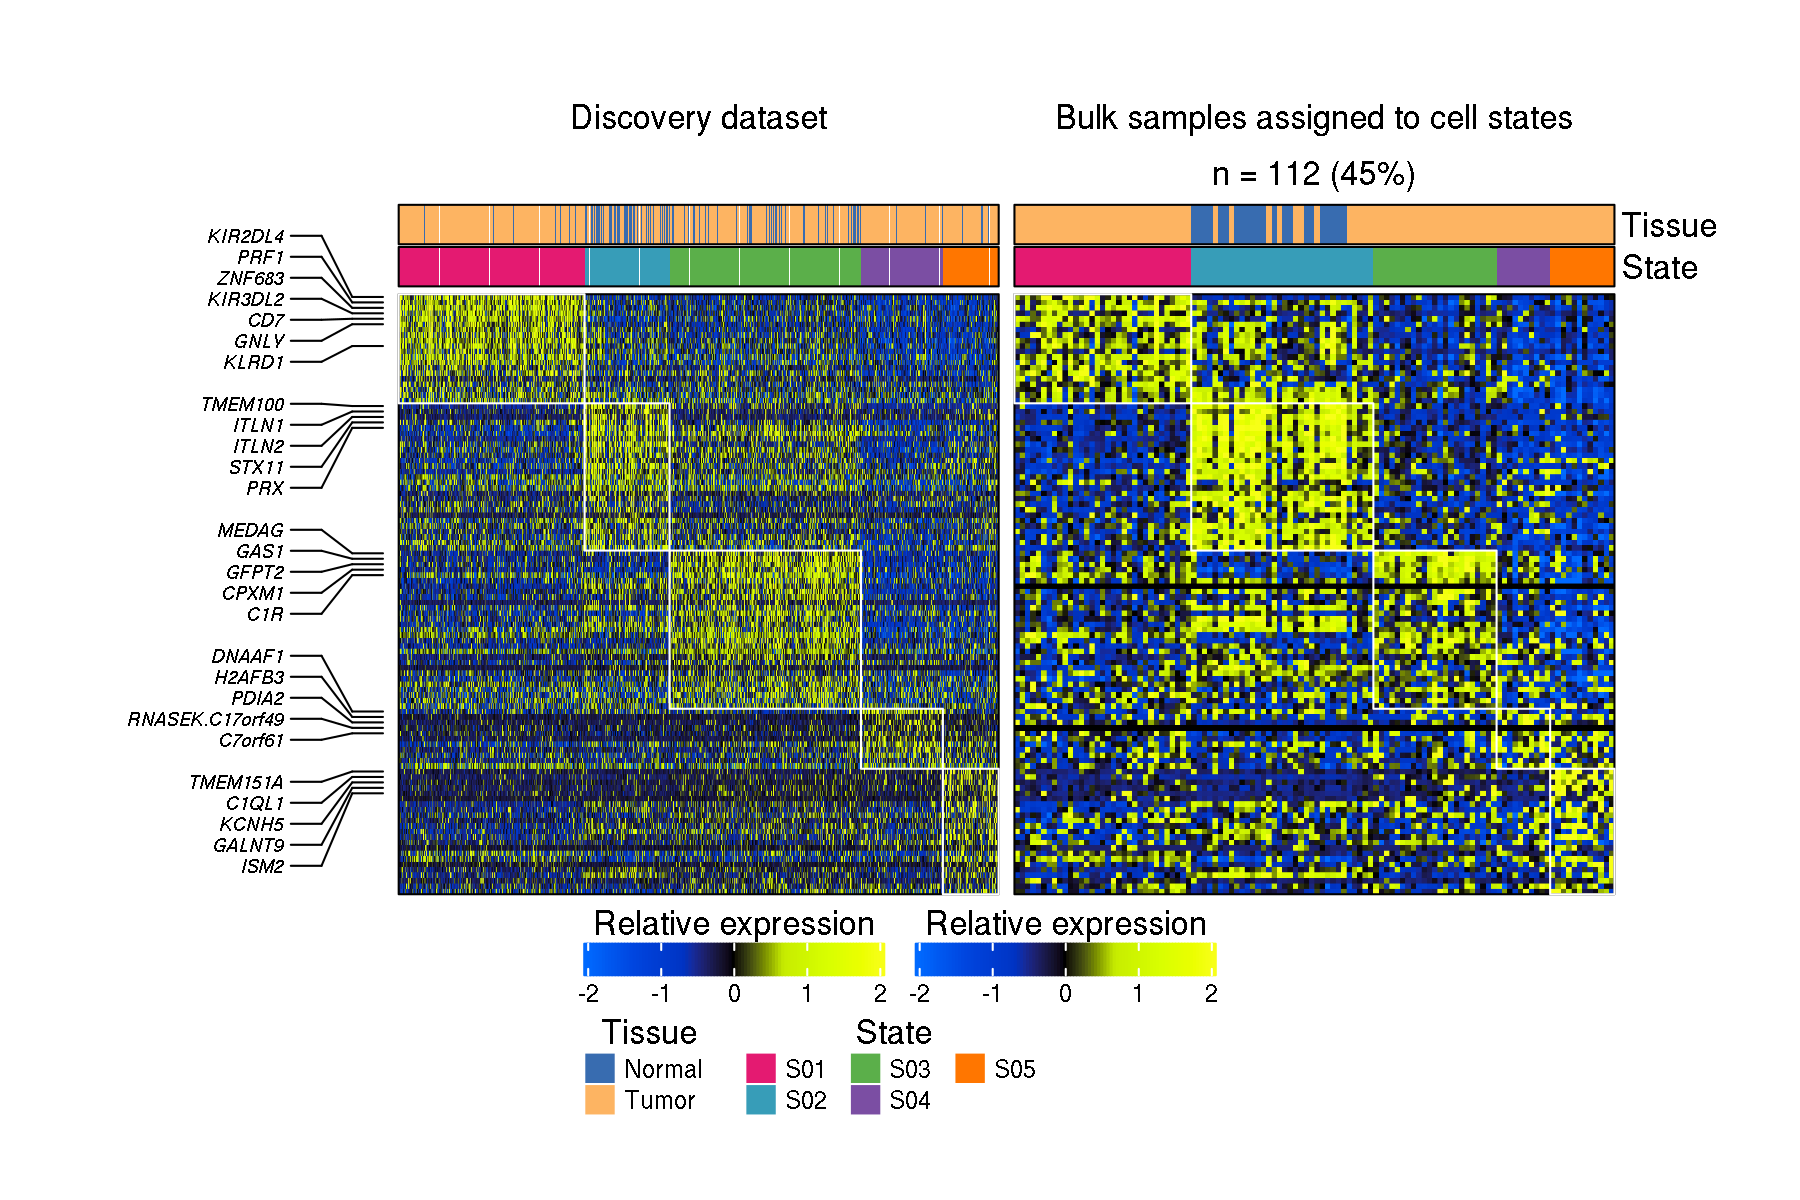 Discovery dataset
Bulk samples assigned to cell states
n = 112 (45%)
Tissue
State
KIR2DL4
PRF1
ZNF683
KIR3DL2
CD7
GNLY
KLRD1
TMEM100
ITLN1
ITLN2
STX11
PRX
MEDAG
GAS1
GFPT2
CPXM1
C1R
DNAAF1
H2AFB3
PDIA2
RNASEK.C17orf49
C7orf61
TMEM151A
C1QL1
KCNH5
GALNT9
ISM2
Relative expression
-2 -1 0 1 2
Relative expression
-2 -1 0 1 2
Tissue
Normal
Tumor
State
S01 S03 S05
S02 S04